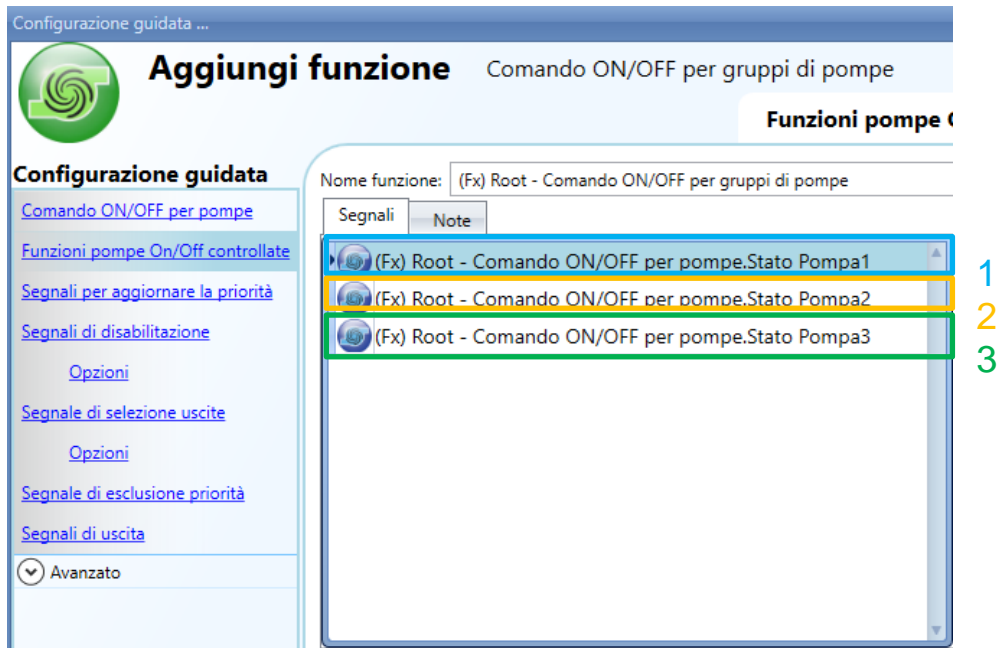 Configurazione guidata ...
Aggiungi funzione Comando ON/OFF per gruppi di pompe
Funzioni pompe
Configurazione guidata
Comando ON/OFF per pompe
Funzioni pompe On/Off controllate
Segnali per aggiornare la priorità
Segnali di disabilitazione
Opzioni
Segnale di selezione uscite
Opzioni
Segnale di esclusione priorità
Segnali di uscita
Avanzato
Nome funzione: (Fx) Root - Comando ON/OFF per gruppi di pompe
Segnali Note
(Fx) Root - Comando ON/OFF per pompe.Stato Pompa1
(Fx) Root - Comando ON/OFF per pompe.Stato Pompa2
(Fx) Root - Comando ON/OFF per pompe.Stato Pompa3
1
2
3